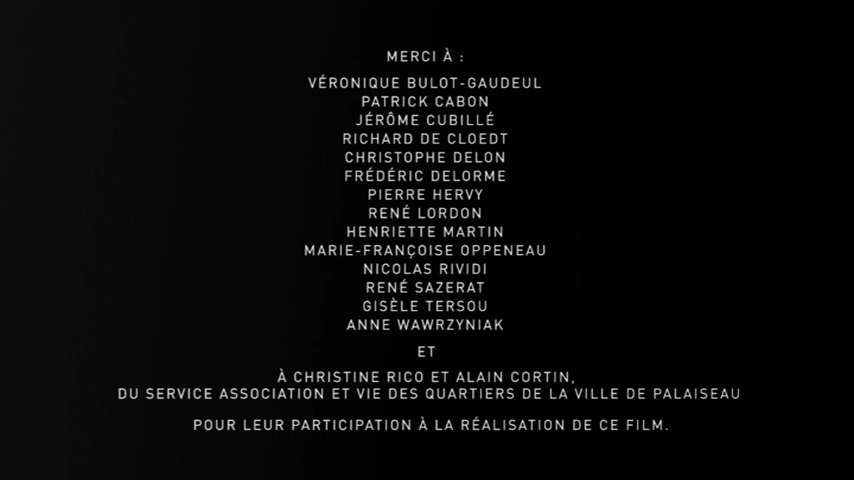 MERCI À :
VÉRONIQUE BULOT-GAUDEUL
PATRICK CABON
JÉRÔME CUBILLÉ
RICHARD DE CLOEDT
CHRISTOPHE DELON
FRÉDÉRIC DELORME
PIERRE HERVY
RENÉ LORDON
HENRIETTE MARTIN
MARIE-FRANÇOISE OPPENEAU
NICOLAS RIVIDI
RENÉ SAZERAT
GISÈLE TERSOU
ANNE WAWRZYNIAK
ET
À CHRISTINE RICO ET ALAIN CORTIN,
DU SERVICE ASSOCIATION ET VIE DES QUARTIERS DE LA VILLE DE PALAISEAU
POUR LEUR PARTICIPATION À LA RÉALISATION DE CE FILM.